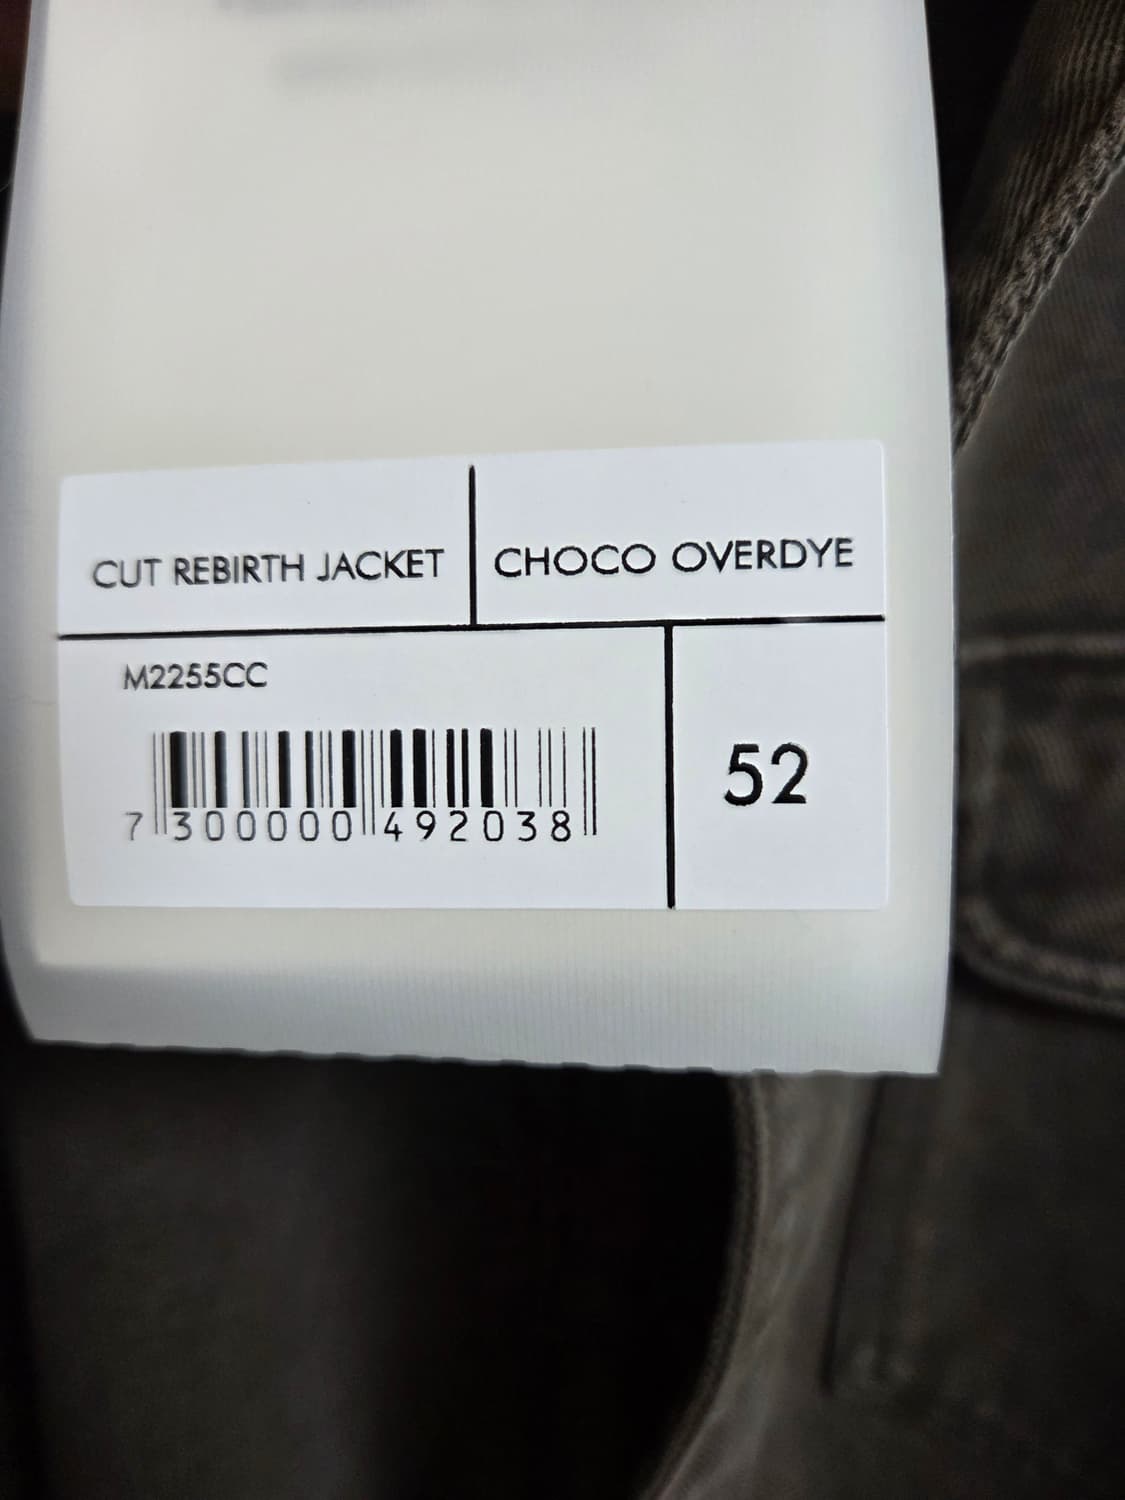 CUT REBIRTH JACKET
CHOCO OVERDYE
M2255CC
52
7 300000 492038